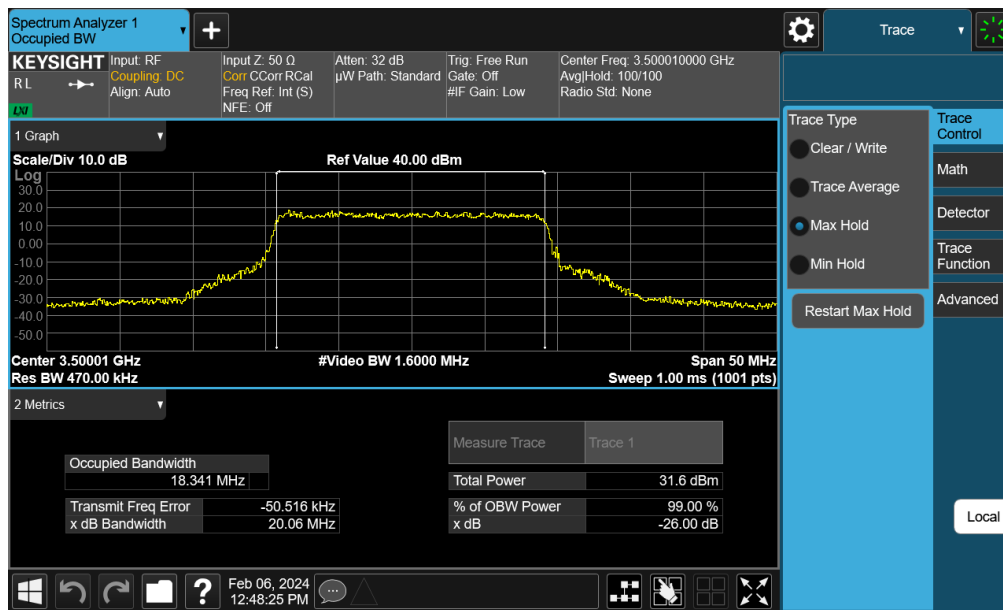 Spectrum Analyzer 1
Occupied BW
Trace
KEYSIGHT
R L
LXI
Input: RF
Coupling: DC
Align: Auto
Input Z: 50 Ω
Corr CCorr RCal
Freq Ref: Int (S)
NFE: Off
Atten: 32 dB
µW Path: Standard
Trig: Free Run
Gate: Off
#IF Gain: Low
Center Freq: 3.500010000 GHz
Avg|Hold: 100/100
Radio Std: None
1 Graph
Scale/Div 10.0 dB
Ref Value 40.00 dBm
Log
30.0
20.0
10.0
0.00
-10.0
-20.0
-30.0
-40.0
-50.0
Center 3.50001 GHz
#Video BW 1.6000 MHz
Span 50 MHz
Res BW 470.00 kHz
Sweep 1.00 ms (1001 pts)
2 Metrics
Measure Trace
Trace 1
Occupied Bandwidth
18.341 MHz
Total Power
31.6 dBm
Transmit Freq Error
-50.516 kHz
% of OBW Power
99.00 %
x dB Bandwidth
20.06 MHz
x dB
-26.00 dB
Feb 06, 2024
12:48:25 PM
Trace Type
Clear / Write
Trace Average
Max Hold
Min Hold
Restart Max Hold
Trace
Control
Math
Detector
Trace
Function
Advanced
Local